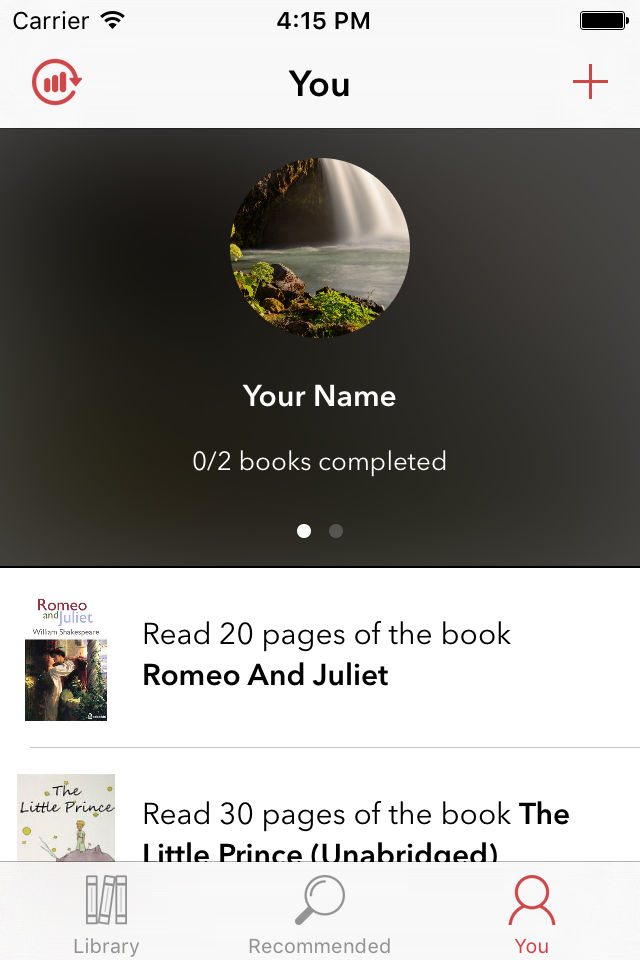 Carrier 4:15 PM
You
Your Name
0/2 books completed
Romeo
and Juliet
William Shakespeare
Read 20 pages of the book
Romeo And Juliet
The
Little Prince
Read 30 pages of the book The
Little Prince (Unabridged)
Library Recommended You